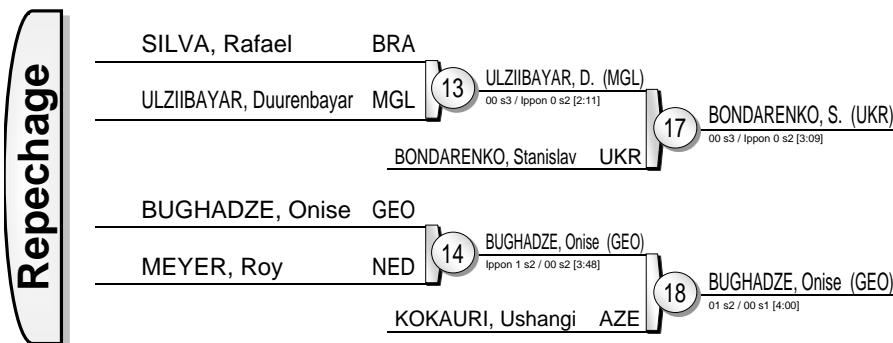 Repechage
SILVA, Rafael BRA
ULZIIBAYAR, Duurenbayar MGL
13
ULZIIBAYAR, D. (MGL)
00 s3 / Ippon 0 s2 [2:11]
BONDARENKO, Stanislav UKR
17
BONDARENKO, S. (UKR)
00 s3 / Ippon 0 s2 [3:09]
BUGHADZE, Onise GEO
MEYER, Roy NED
14
BUGHADZE, Onise (GEO)
Ippon 1 s2 / 00 s2 [3:48]
KOKAURI, Ushangi AZE
18
BUGHADZE, Onise (GEO)
01 s2 / 00 s1 [4:00]